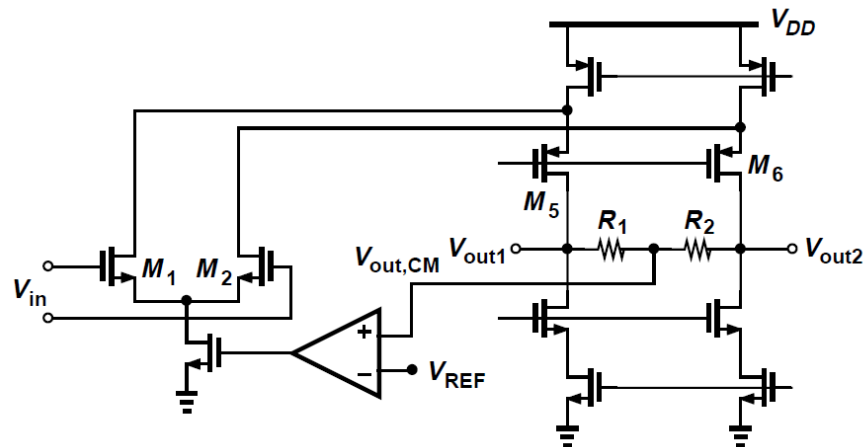 V_DD
M_5
M_6
R_1
R_2
V_out1
V_out2
V_out,CM
M_1
M_2
V_in
+
−
V_REF